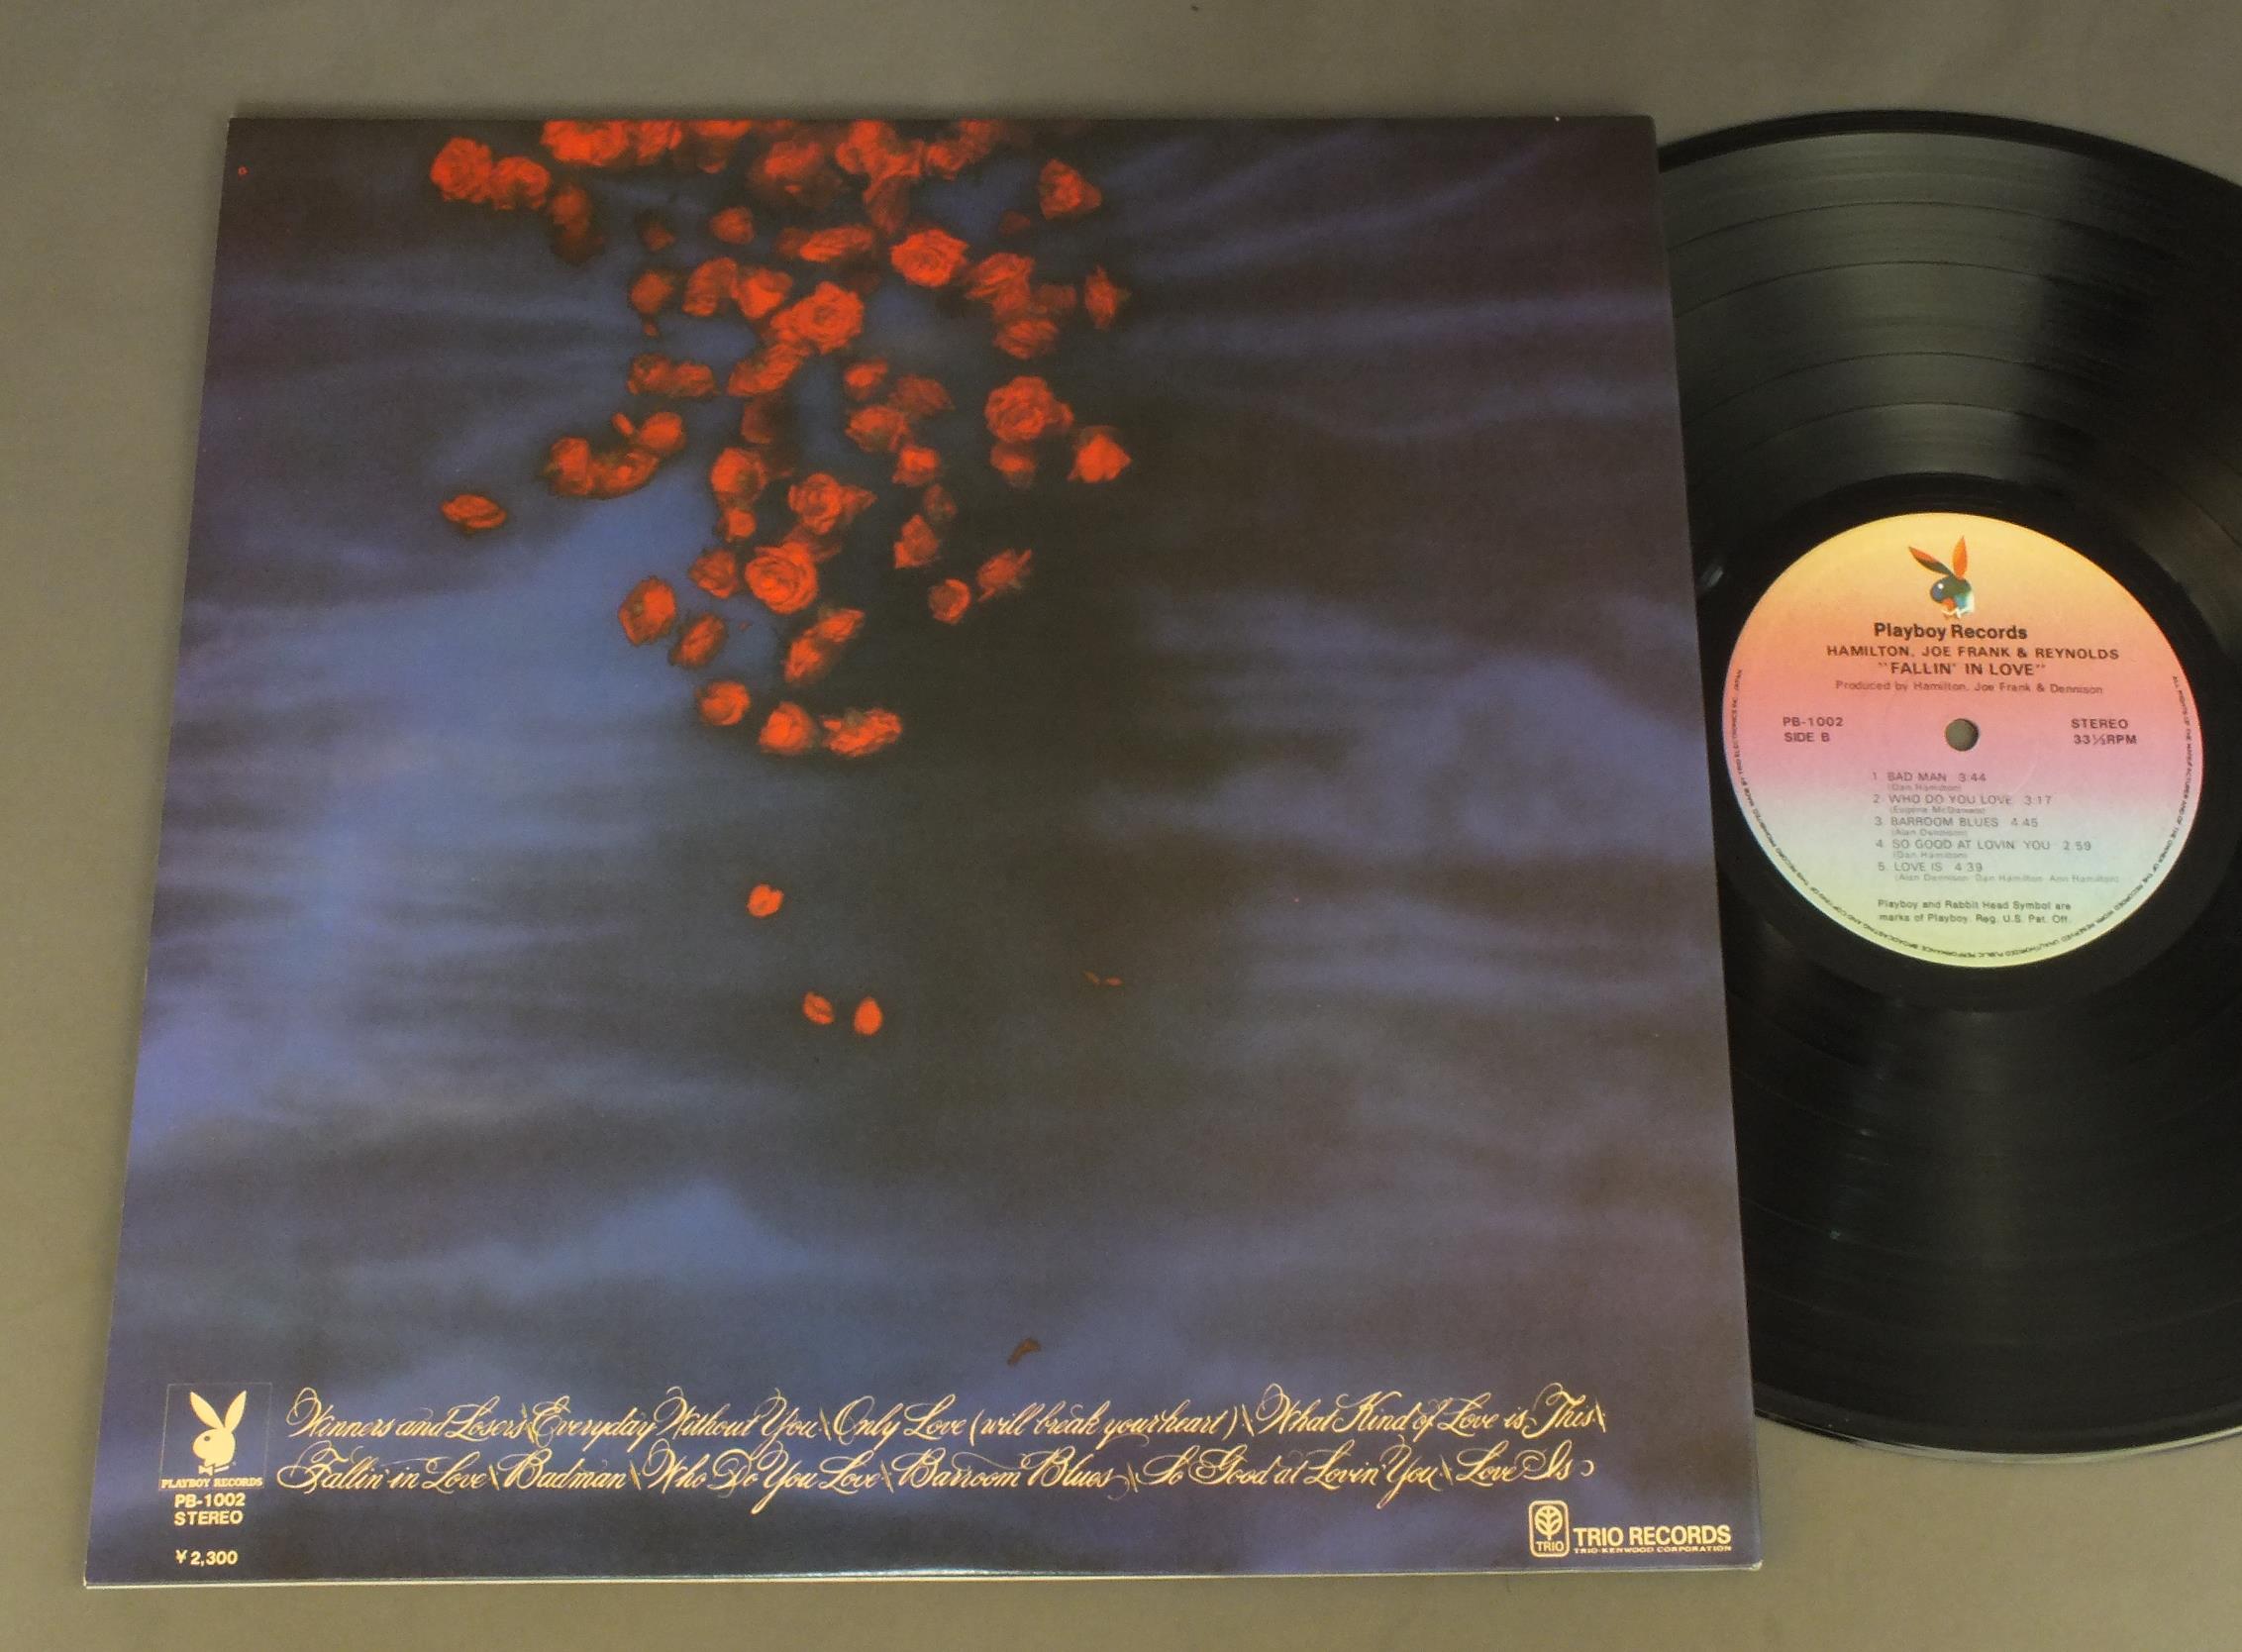 Winners and Losers\Everyday Without You\Only Love (will break your heart)\What Kind of Love is This\
Fallin' in Love\Badman\Who Do You Love\Barroom Blues\So Good at Lovin' You\Love Is
PLAYBOY RECORDS
PB-1002
STEREO
¥2,300
TRIO
TRIO RECORDS
TRIO-KENWOOD CORPORATION
Playboy Records
HAMILTON, JOE FRANK & REYNOLDS
"FALLIN' IN LOVE"
Produced by Hamilton, Joe Frank & Dennison
PB-1002
SIDE B
STEREO
33⅓RPM
1. BAD MAN 3:44
(Dan Hamilton)
2. WHO DO YOU LOVE 3:17
(Eugene McDaniels)
3. BARROOM BLUES 4:45
(Alan Dennison)
4. SO GOOD AT LOVIN' YOU 2:59
(Dan Hamilton)
5. LOVE IS 4:39
(Alan Dennison, Dan Hamilton, Ann Hamilton)
Playboy and Rabbit Head Symbol are
marks of Playboy, Reg. U.S. Pat. Off.